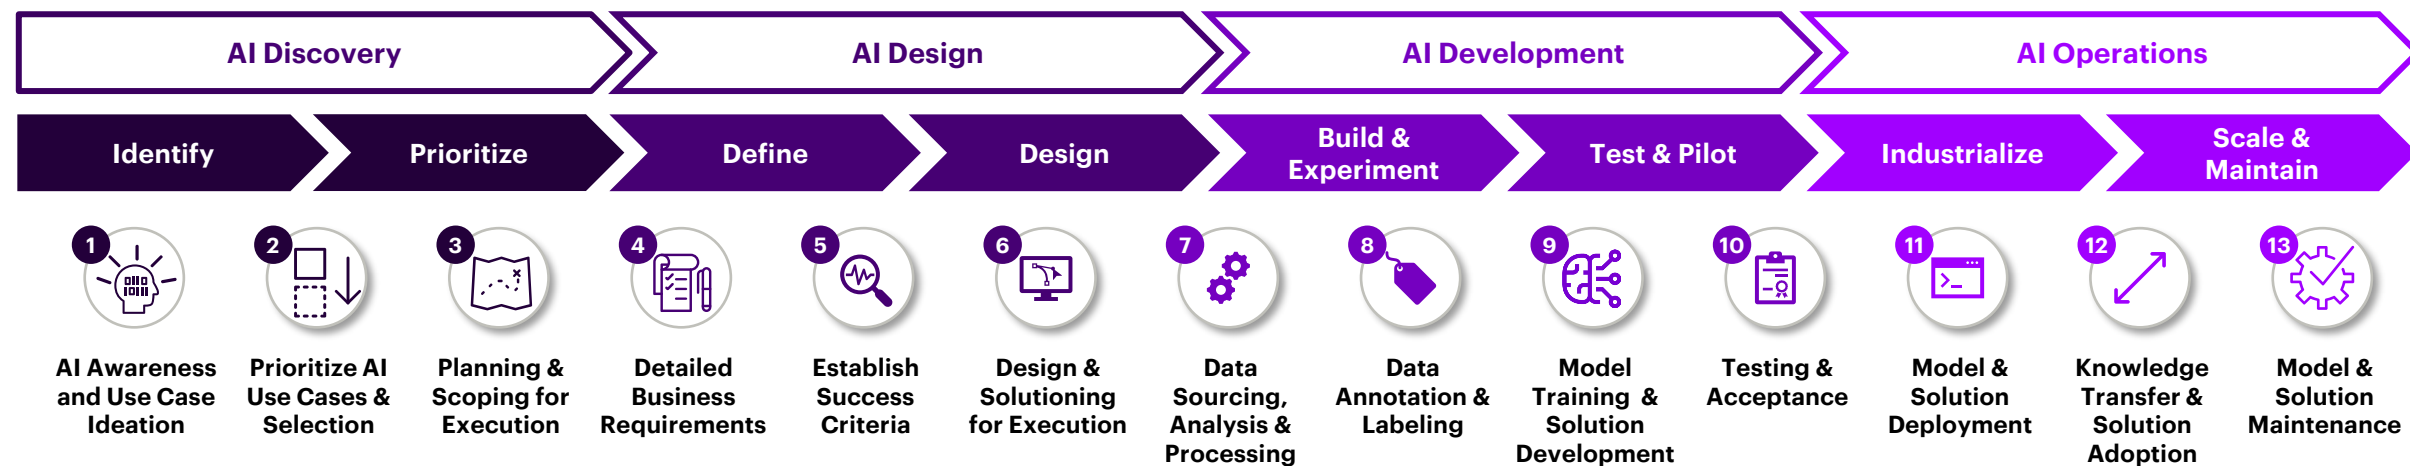 AI Discovery
AI Design
AI Development
AI Operations
Identify
Prioritize
Define
Design
Build &
Experiment
Test & Pilot
Industrialize
Scale &
Maintain
1
AI Awareness
and Use Case
Ideation
2
Prioritize AI
Use Cases &
Selection
3
Planning &
Scoping for
Execution
4
Detailed
Business
Requirements
5
Establish
Success
Criteria
6
Design &
Solutioning
for Execution
7
Data
Sourcing,
Analysis &
Processing
8
Data
Annotation &
Labeling
9
Model
Training &
Solution
Development
10
Testing &
Acceptance
11
Model &
Solution
Deployment
12
Knowledge
Transfer &
Solution
Adoption
13
Model &
Solution
Maintenance